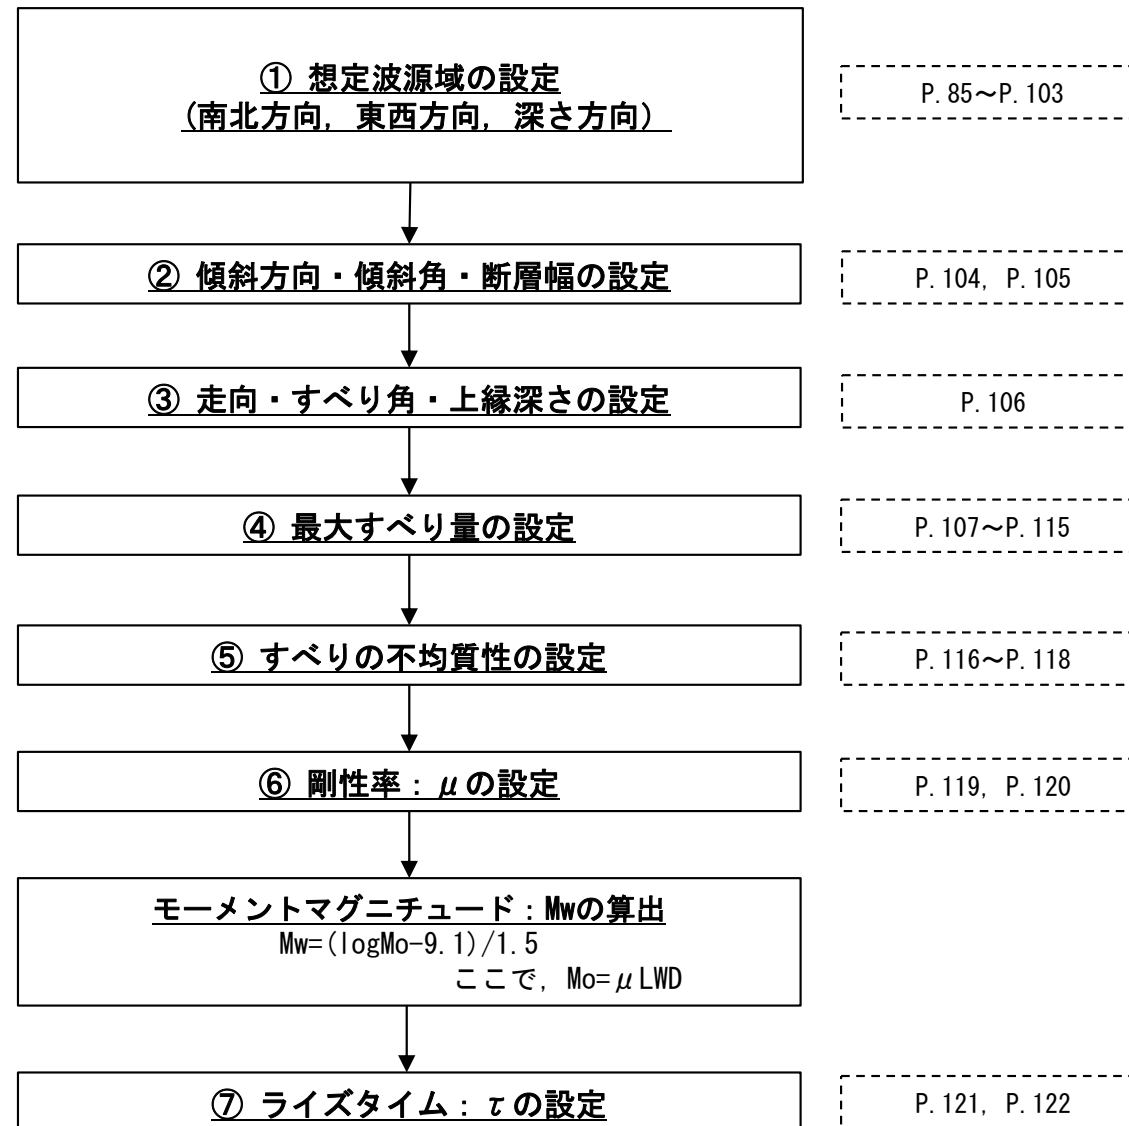 ① 想定波源域の設定
(南北方向, 東西方向, 深さ方向)
P.85～P.103
② 傾斜方向・傾斜角・断層幅の設定
P.104, P.105
③ 走向・すべり角・上縁深さの設定
P.106
④ 最大すべり量の設定
P.107～P.115
⑤ すべりの不均質性の設定
P.116～P.118
⑥ 剛性率：μの設定
P.119, P.120
モーメントマグニチュード：Mwの算出
Mw=(logMo-9.1)/1.5
ここで, Mo=μLWD
⑦ ライズタイム：τの設定
P.121, P.122